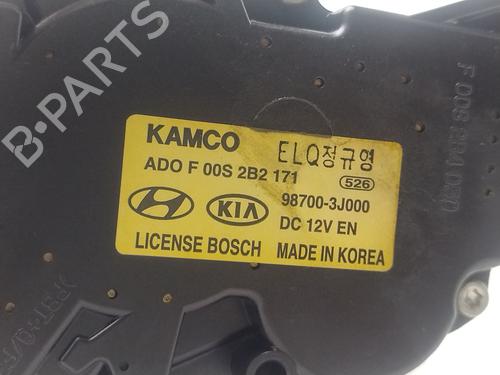 KAMCO
ELQ정규영
ADO F 00S 2B2 171
526
98700-3J000
KIA
DC 12V EN
LICENSE BOSCH
MADE IN KOREA
B-PARTS